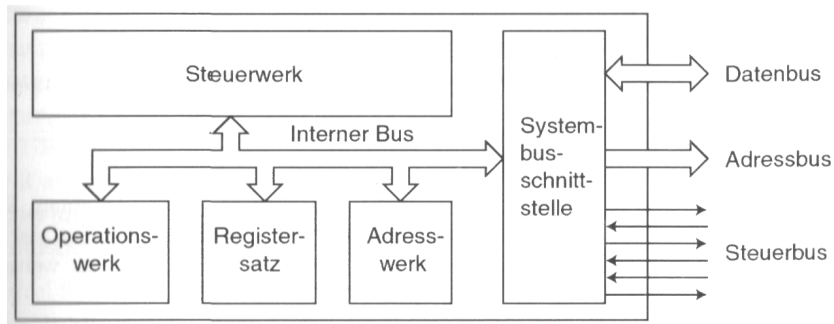 Steuerwerk
Interner Bus
System-
bus-
schnitt-
stelle
Datenbus
Adressbus
Steuerbus
Operations-
werk
Register-
satz
Adress-
werk